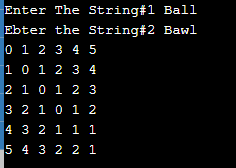 Enter The String#1 Ball
Ebter the String#2 Bawl
0 1 2 3 4 5
1 0 1 2 3 4
2 1 0 1 2 3
3 2 1 0 1 2
4 3 2 1 1 1
5 4 3 2 2 1